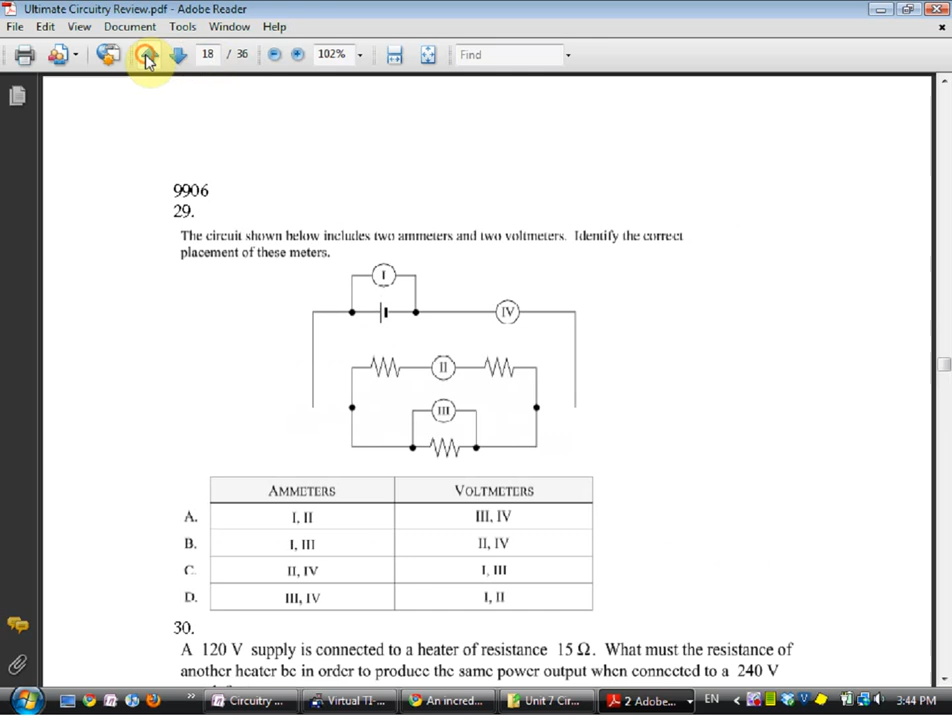 Ultimate Circuitry Review.pdf - Adobe Reader
File Edit View Document Tools Window Help
18 / 36 102% Find
9906
29.
The circuit shown below includes two ammeters and two voltmeters. Identify the correct
placement of these meters.
I
IV
II
III
AMMETERS VOLTMETERS
A. I, II III, IV
B. I, III II, IV
C. II, IV I, III
D. III, IV I, II
30.
A 120 V supply is connected to a heater of resistance 15 Ω. What must the resistance of
another heater be in order to produce the same power output when connected to a 240 V
Circuitry ... Virtual TI-... An incred... Unit 7 Cir... 2 Adobe... EN 3:44 PM